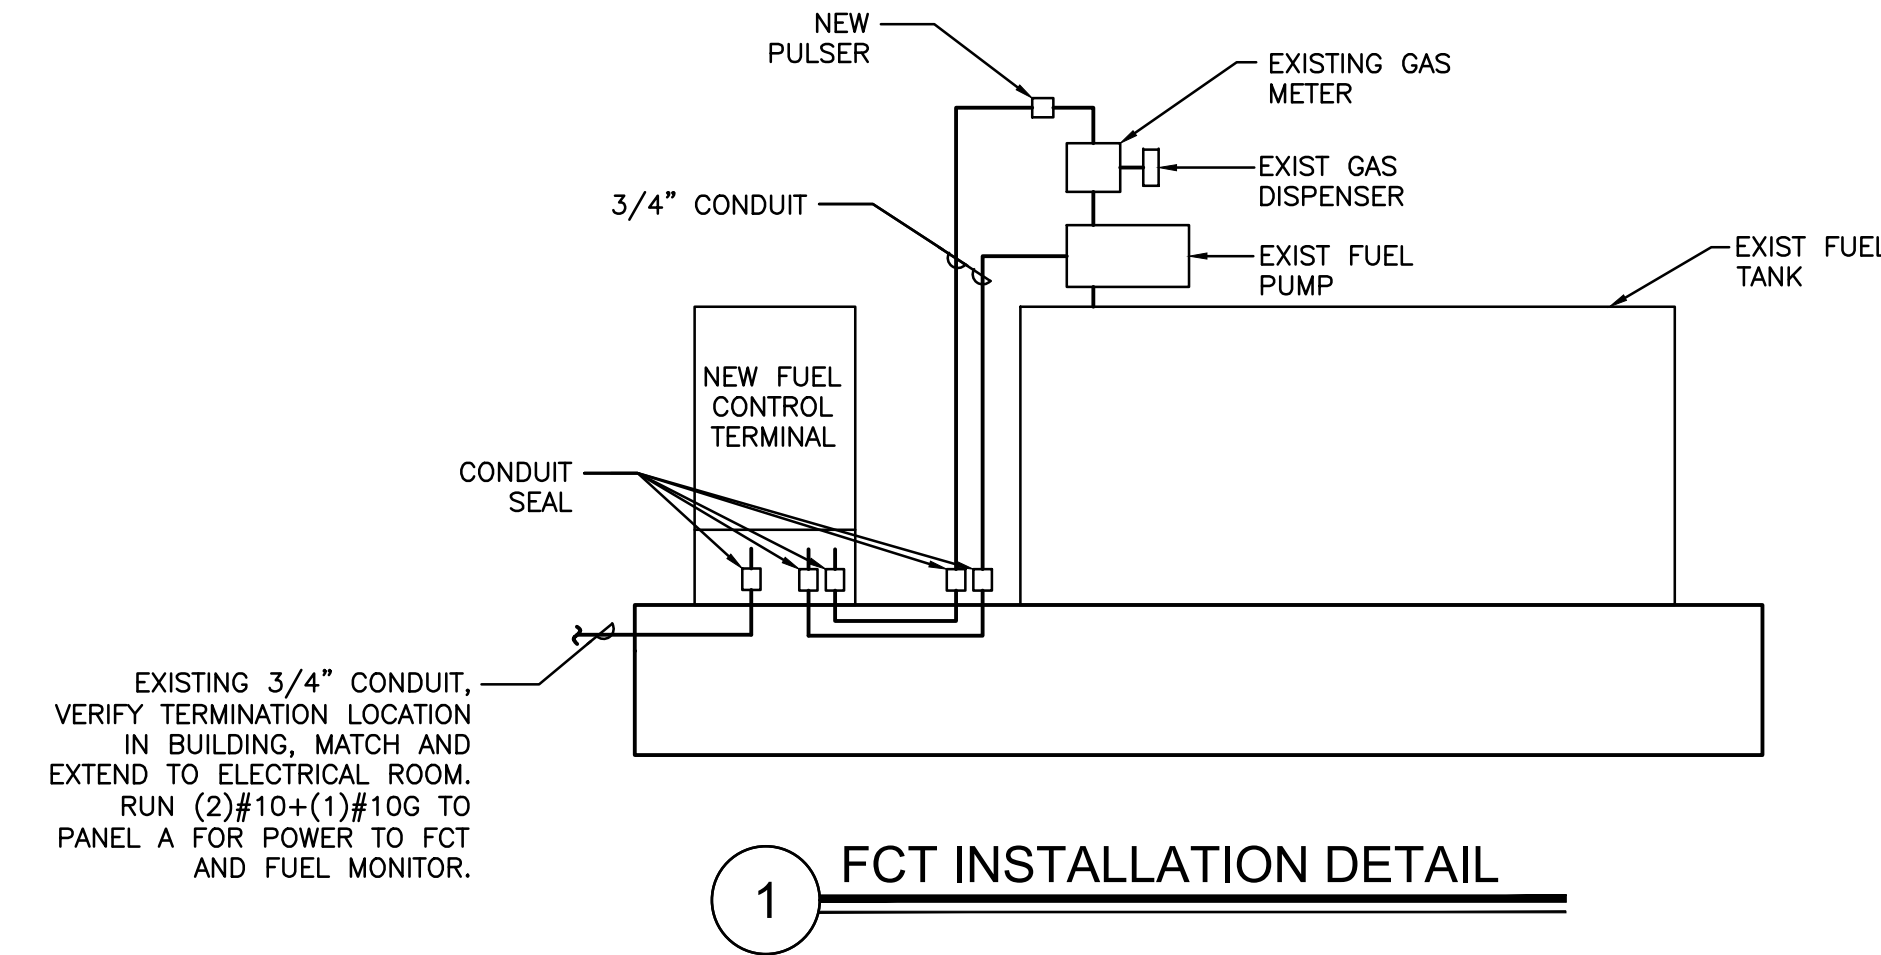 NEW
PULSER
EXISTING GAS
METER
EXIST GAS
DISPENSER
3/4" CONDUIT
EXIST FUEL
PUMP
EXIST FUEL
TANK
NEW FUEL
CONTROL
TERMINAL
CONDUIT
SEAL
EXISTING 3/4" CONDUIT,
VERIFY TERMINATION LOCATION
IN BUILDING, MATCH AND
EXTEND TO ELECTRICAL ROOM.
RUN (2)#10+(1)#10G TO
PANEL A FOR POWER TO FCT
AND FUEL MONITOR.
1
FCT INSTALLATION DETAIL